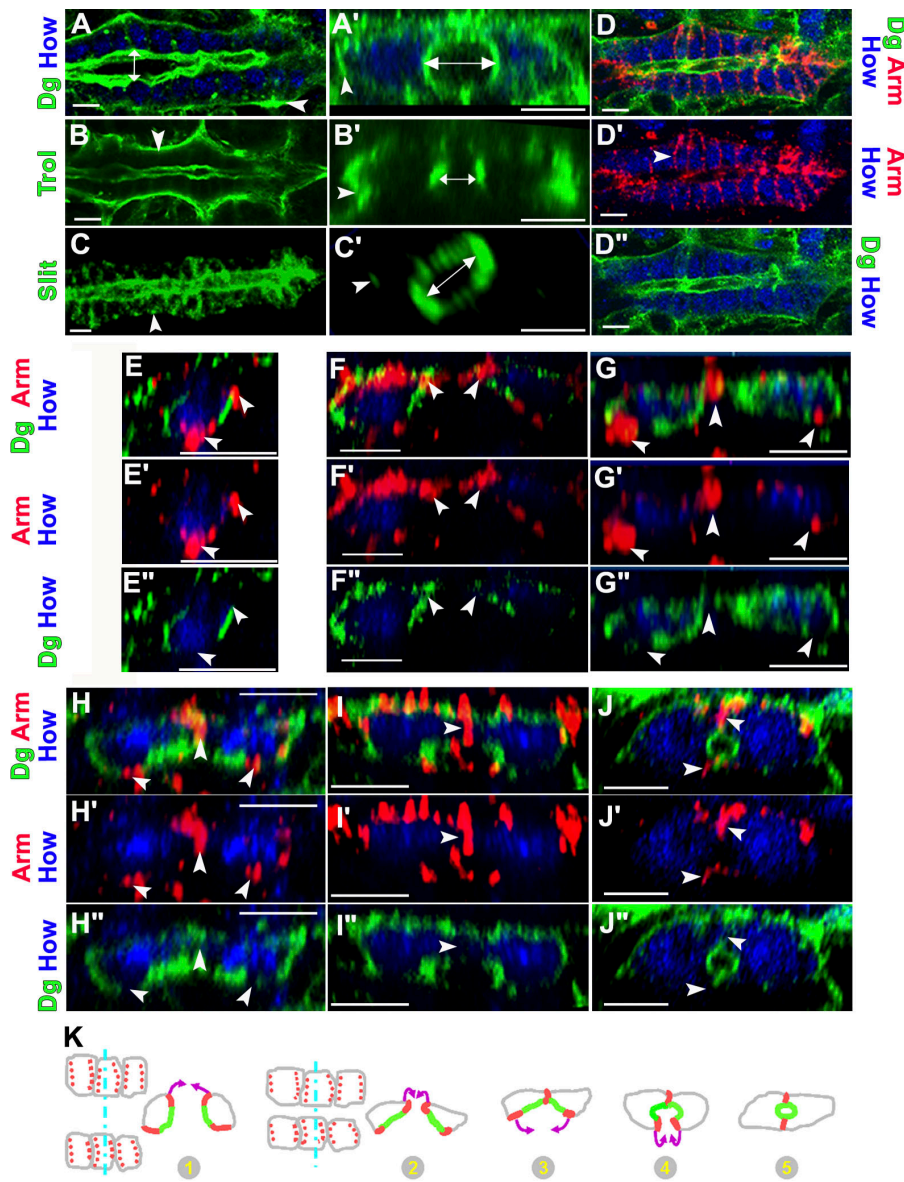 A
A'
D
Dg How
Dg Arm How
B
B'
D'
Trol
Arm How
C
C'
D"
Slit
Dg How
E
F
G
Dg Arm How
E'
F'
G'
Arm How
E"
F"
G"
Dg How
H
I
J
Dg Arm How
H'
I'
J'
Arm How
H"
I"
J"
Dg How
K
1
2
3
4
5